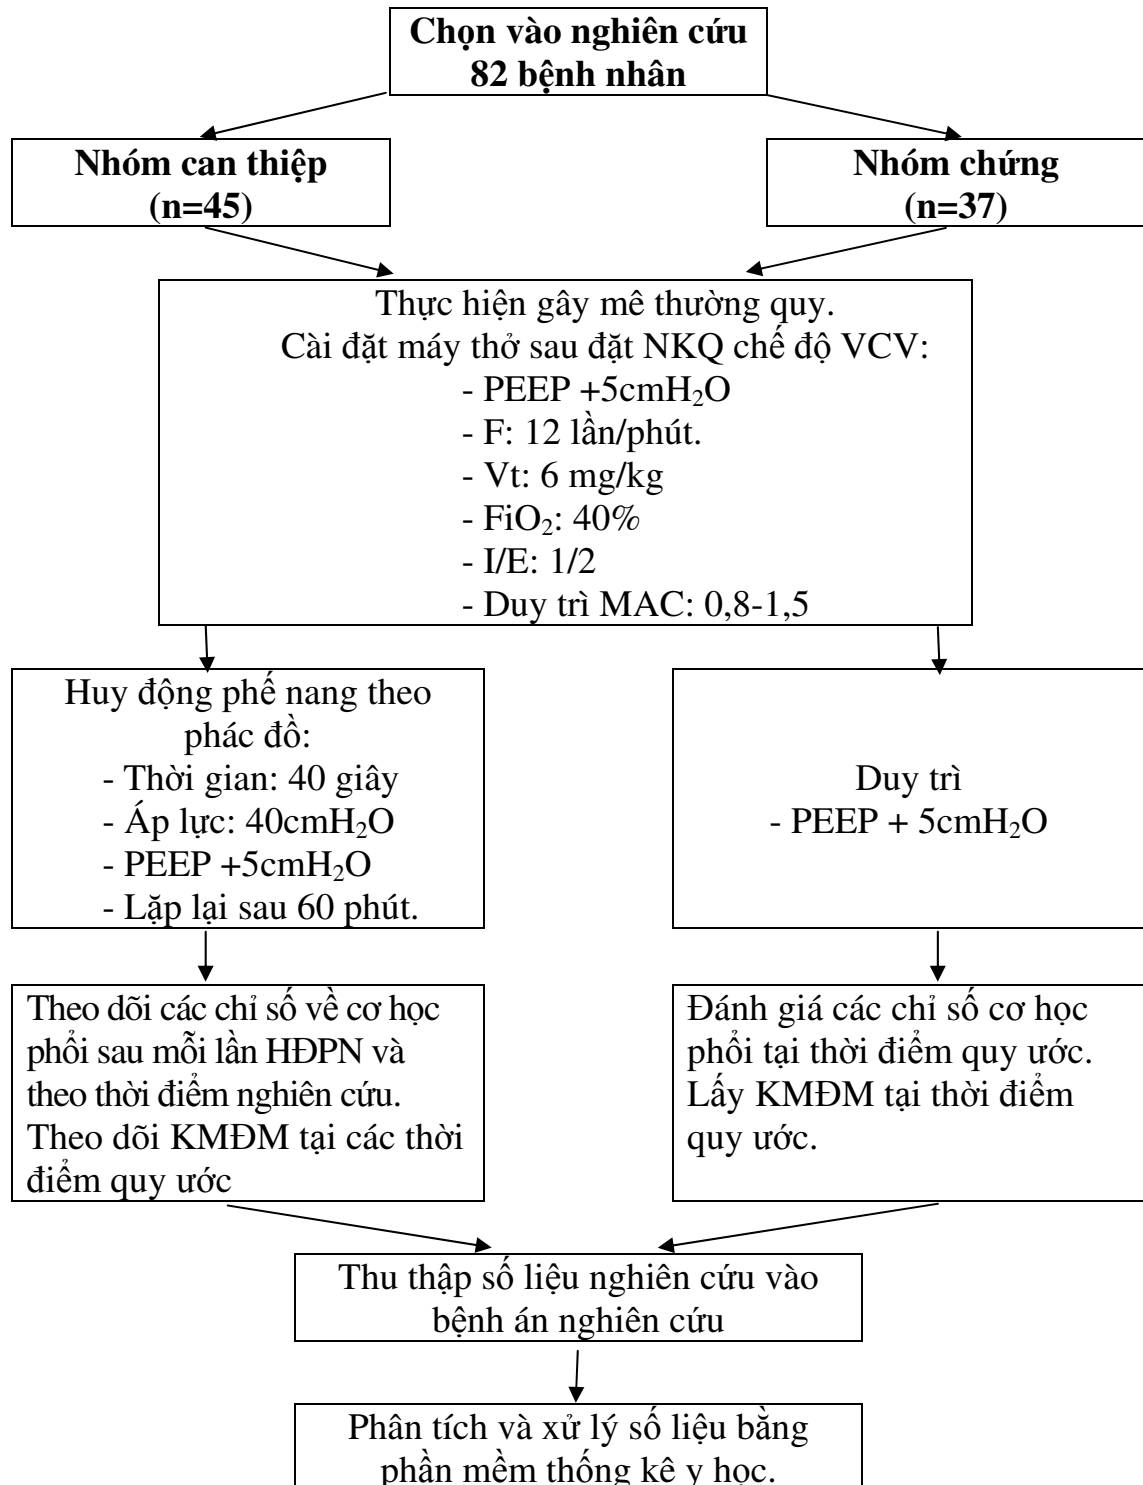 Chọn vào nghiên cứu
82 bệnh nhân
Nhóm can thiệp
(n=45)
Nhóm chứng
(n=37)
Thực hiện gây mê thường quy.
Cài đặt máy thở sau đặt NKQ chế độ VCV:
- PEEP +5cmH₂O
- F: 12 lần/phút.
- Vt: 6 mg/kg
- FiO₂: 40%
- I/E: 1/2
- Duy trì MAC: 0,8-1,5
Huy động phế nang theo
phác đồ:
- Thời gian: 40 giây
- Áp lực: 40cmH₂O
- PEEP +5cmH₂O
- Lặp lại sau 60 phút.
Duy trì
- PEEP + 5cmH₂O
Theo dõi các chỉ số về cơ học
phổi sau mỗi lần HĐPN và
theo thời điểm nghiên cứu.
Theo dõi KMĐM tại các thời
điểm quy ước
Đánh giá các chỉ số cơ học
phổi tại thời điểm quy ước.
Lấy KMĐM tại thời điểm
quy ước.
Thu thập số liệu nghiên cứu vào
bệnh án nghiên cứu
Phân tích và xử lý số liệu bằng
phần mềm thống kê y học.